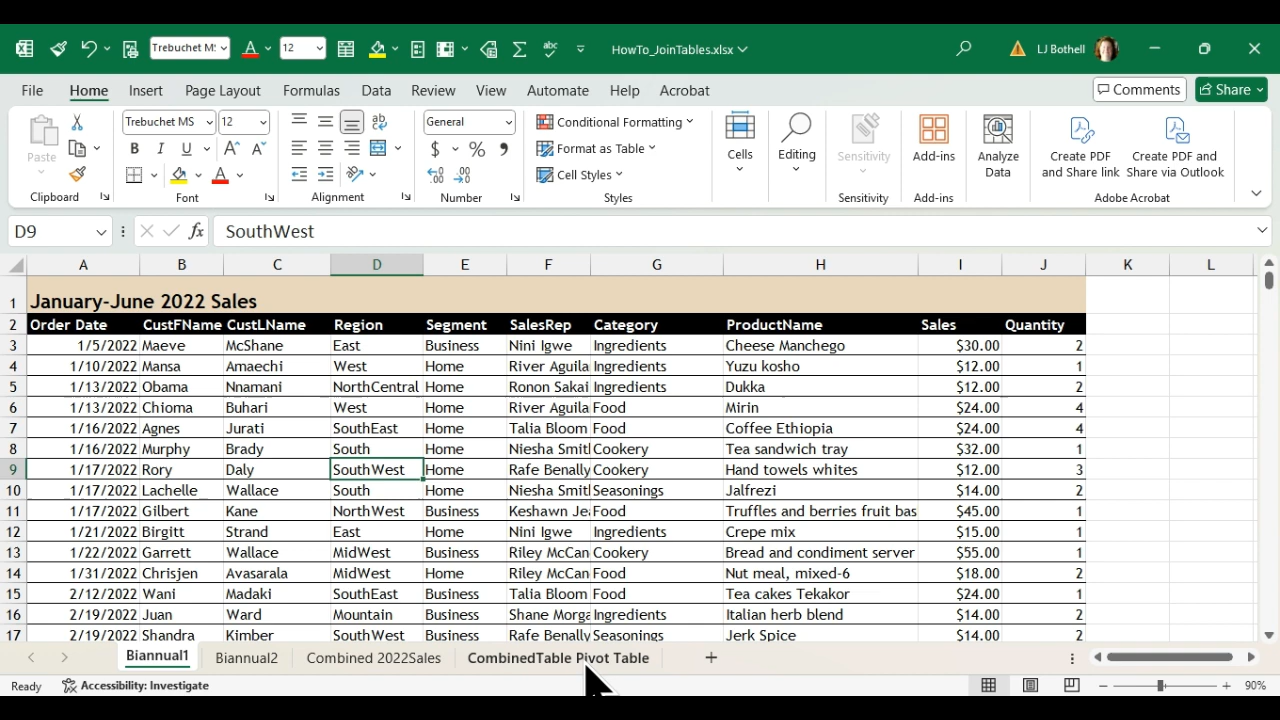 Trebuchet M: A 12 HowTo_JoinTables.xlsx LJ Bothell
File Home Insert Page Layout Formulas Data Review View Automate Help Acrobat Comments Share
Paste
Trebuchet MS 12
B I U A A
A
Clipboard Font
ab
Alignment
General
$ % 9
Number
Conditional Formatting
Format as Table
Cell Styles
Styles
Cells
Editing
Sensitivity
Sensitivity
Add-ins
Add-ins
Analyze
Data
Create PDF
and Share link
Create PDF and
Share via Outlook
Adobe Acrobat
D9 fx SouthWest
A B C D E F G H I J K L
1 January-June 2022 Sales
2 Order Date CustFName CustLName Region Segment SalesRep Category ProductName Sales Quantity
3 1/5/2022 Maeve McShane East Business Nini Igwe Ingredients Cheese Manchego $30.00 2
4 1/10/2022 Mansa Amaechi West Home River Aguila Ingredients Yuzu kosho $12.00 1
5 1/13/2022 Obama Nnamani NorthCentral Home Ronon Sakai Ingredients Dukka $12.00 2
6 1/13/2022 Chioma Buhari West Home River Aguila Food Mirin $24.00 4
7 1/16/2022 Agnes Jurati SouthEast Home Talia Bloom Food Coffee Ethiopia $24.00 4
8 1/16/2022 Murphy Brady South Home Niesha Smitl Cookery Tea sandwich tray $32.00 1
9 1/17/2022 Rory Daly SouthWest Home Rafe Benally Cookery Hand towels whites $12.00 3
10 1/17/2022 Lachelle Wallace South Home Niesha Smitl Seasonings Jalfrezi $14.00 2
11 1/17/2022 Gilbert Kane NorthWest Business Keshawn Je Food Truffles and berries fruit bas $45.00 1
12 1/21/2022 Birgitt Strand East Home Nini Igwe Ingredients Crepe mix $15.00 1
13 1/22/2022 Garrett Wallace MidWest Business Riley McCan Cookery Bread and condiment server $55.00 1
14 1/31/2022 Chrisjen Avasarala MidWest Home Riley McCan Food Nut meal, mixed-6 $18.00 2
15 2/12/2022 Wani Madaki SouthEast Business Talia Bloom Food Tea cakes Tekakor $24.00 1
16 2/19/2022 Juan Ward Mountain Business Shane Morga Ingredients Italian herb blend $14.00 2
17 2/19/2022 Shandra Kimber SouthWest Business Rafe Benally Seasonings Jerk Spice $14.00 2
Biannual1 Biannual2 Combined 2022Sales CombinedTable Pivot Table
Ready Accessibility: Investigate 90%